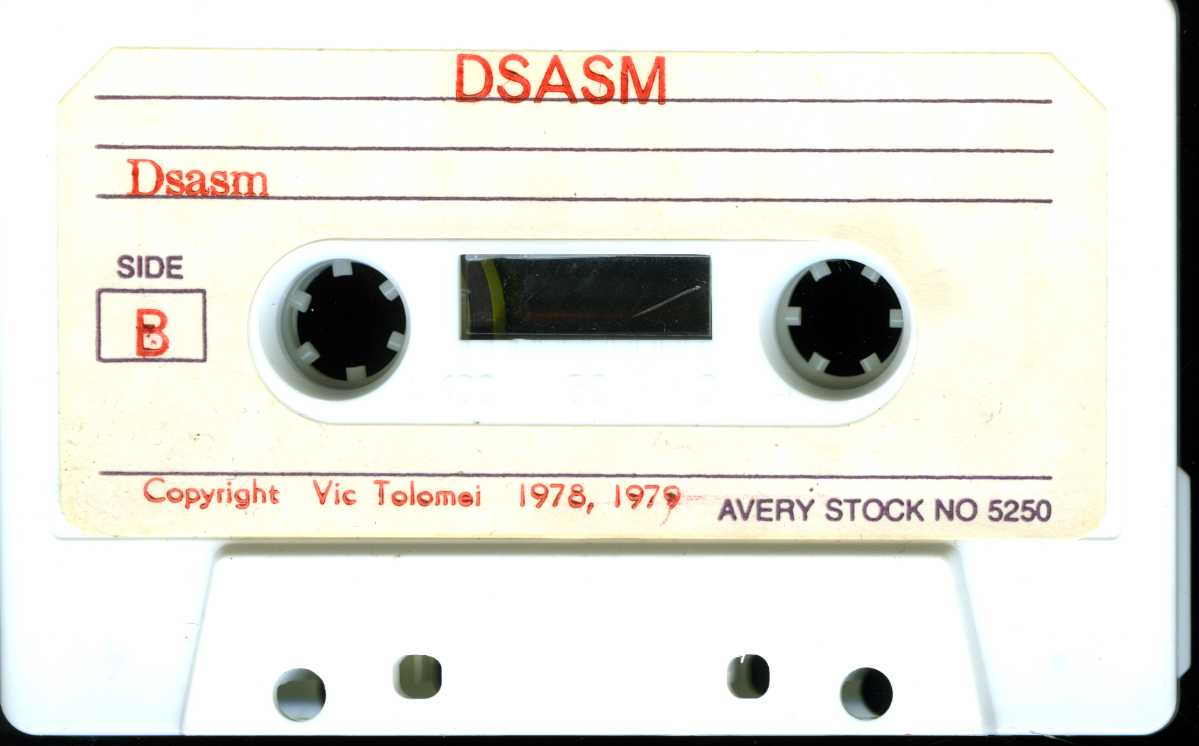 DSASM
Dsasm
SIDE
B
Copyright Vic Tolomei 1978, 1979
AVERY STOCK NO 5250